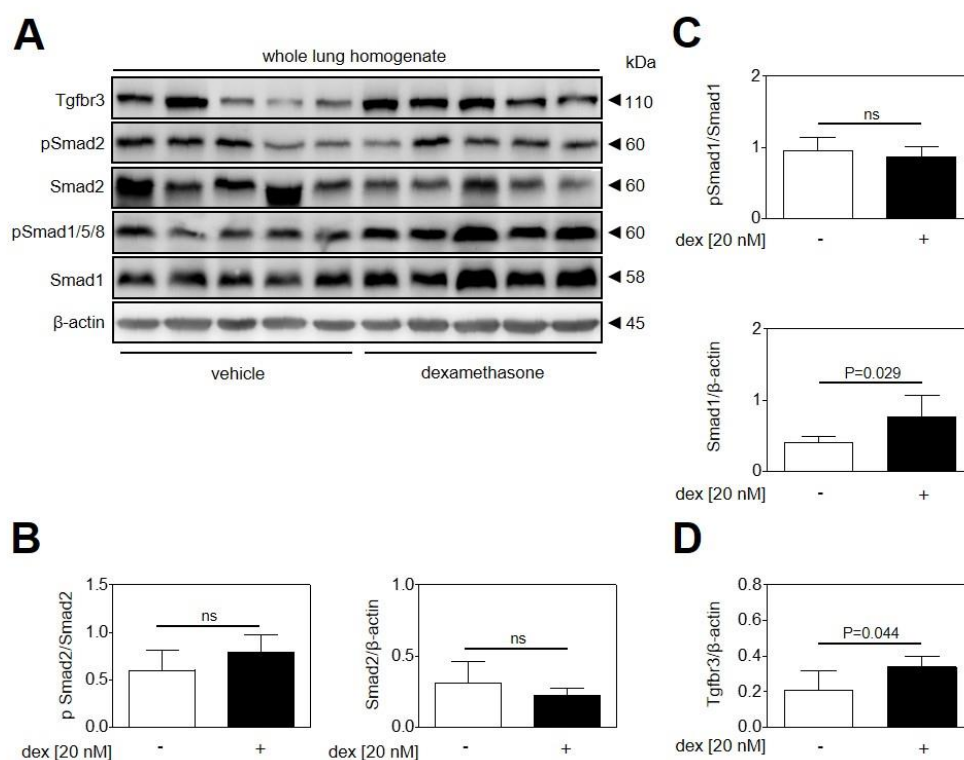 A
whole lung homogenate
kDa
Tgfbr3 ◄ 110
pSmad2 ◄ 60
Smad2 ◄ 60
pSmad1/5/8 ◄ 60
Smad1 ◄ 58
β-actin ◄ 45
vehicle dexamethasone
B
p Smad2/Smad2
1.5
1.0
0.5
0.0
ns
dex [20 nM] - +
Smad2/β-actin
1.0
0.5
0.0
ns
dex [20 nM] - +
C
pSmad1/Smad1
2
1
0
ns
dex [20 nM] - +
Smad1/β-actin
2
1
0
P=0.029
dex [20 nM] - +
D
Tgfbr3/β-actin
0.8
0.6
0.4
0.2
0.0
P=0.044
dex [20 nM] - +